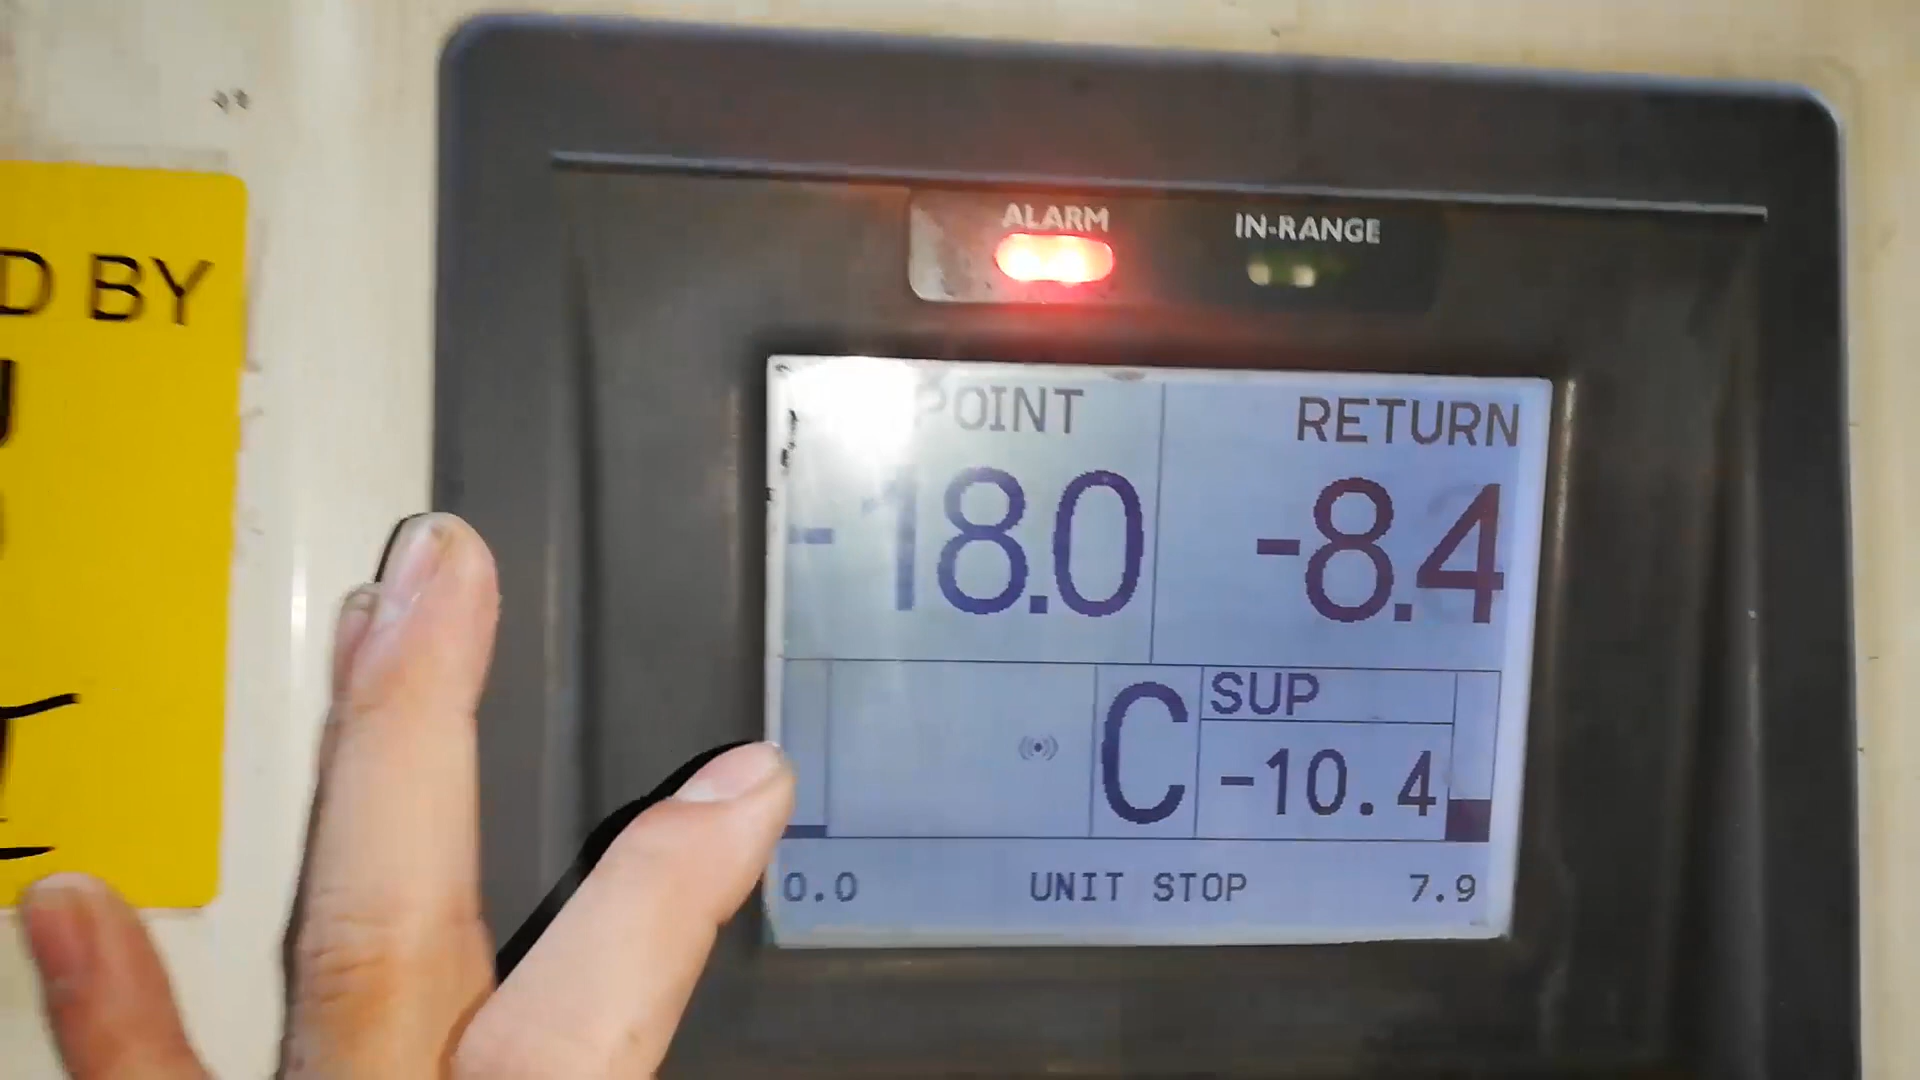 D BY
ALARM
IN-RANGE
POINT
RETURN
-18.0
-8.4
C
SUP
-10.4
0.0
UNIT STOP
7.9